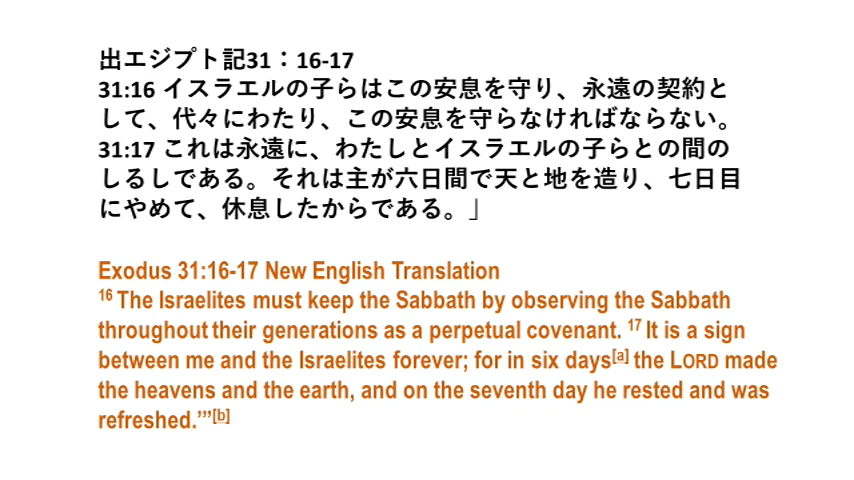 出エジプト記31：16-17
31:16 イスラエルの子らはこの安息を守り、永遠の契約と
して、代々にわたり、この安息を守らなければならない。
31:17 これは永遠に、わたしとイスラエルの子らとの間の
しるしである。それは主が六日間で天と地を造り、七日目
にやめて、休息したからである。」
Exodus 31:16-17 New English Translation
16 The Israelites must keep the Sabbath by observing the Sabbath
throughout their generations as a perpetual covenant. 17 It is a sign
between me and the Israelites forever; for in six days[a] the LORD made
the heavens and the earth, and on the seventh day he rested and was
refreshed.’”[b]